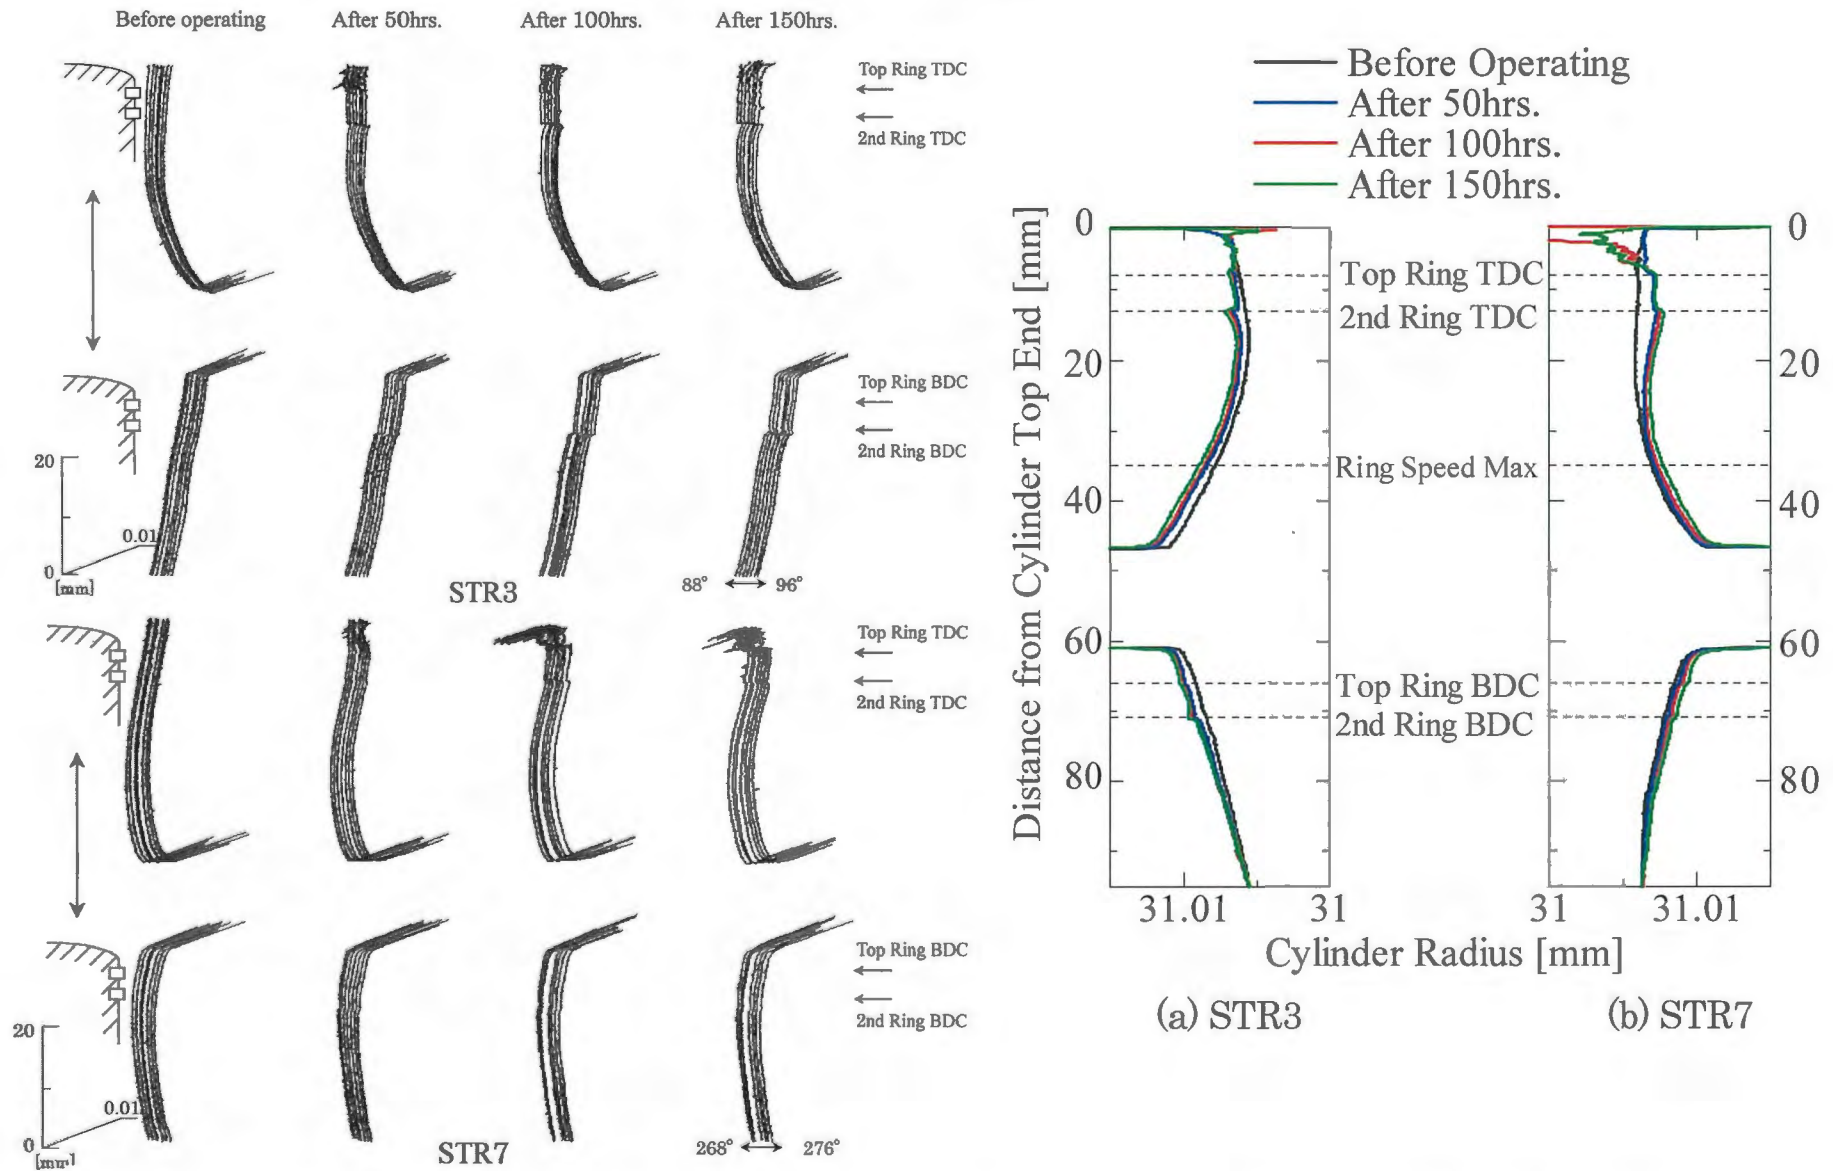 Before operating
After 50hrs.
After 100hrs.
After 150hrs.
Top Ring TDC
2nd Ring TDC
Top Ring BDC
2nd Ring BDC
20
0.01
0
[mm]
STR3
88°
96°
Top Ring TDC
2nd Ring TDC
Top Ring BDC
2nd Ring BDC
20
0.01
0
[mm]
STR7
268°
276°
Before Operating
After 50hrs.
After 100hrs.
After 150hrs.
Distance from Cylinder Top End [mm]
0
20
40
60
80
Top Ring TDC
2nd Ring TDC
Ring Speed Max
Top Ring BDC
2nd Ring BDC
0
20
40
60
80
31.01
31
31
31.01
Cylinder Radius [mm]
(a) STR3
(b) STR7